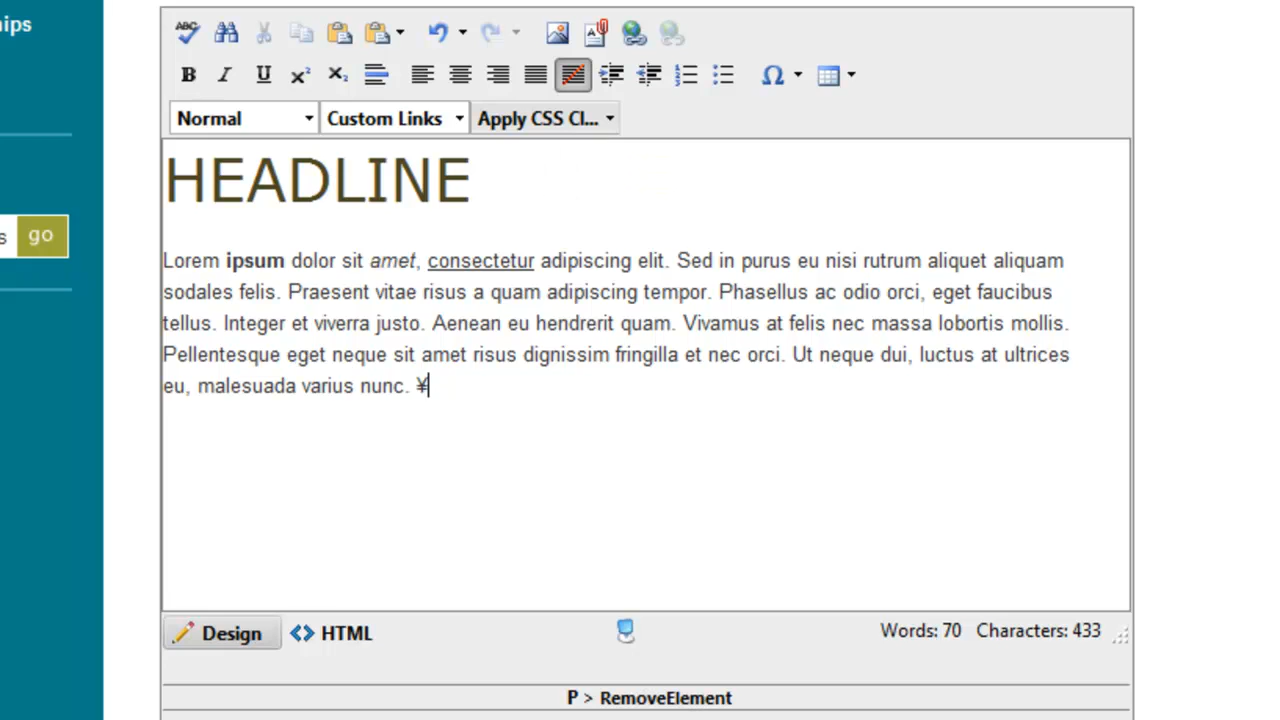 hips
ABC
B I U x² x₂
Ω
Normal Custom Links Apply CSS Cl...
HEADLINE
s go
Lorem ipsum dolor sit amet, consectetur adipiscing elit. Sed in purus eu nisi rutrum aliquet aliquam
sodales felis. Praesent vitae risus a quam adipiscing tempor. Phasellus ac odio orci, eget faucibus
tellus. Integer et viverra justo. Aenean eu hendrerit quam. Vivamus at felis nec massa lobortis mollis.
Pellentesque eget neque sit amet risus dignissim fringilla et nec orci. Ut neque dui, luctus at ultrices
eu, malesuada varius nunc. ¥
Design <> HTML Words: 70 Characters: 433
P > RemoveElement